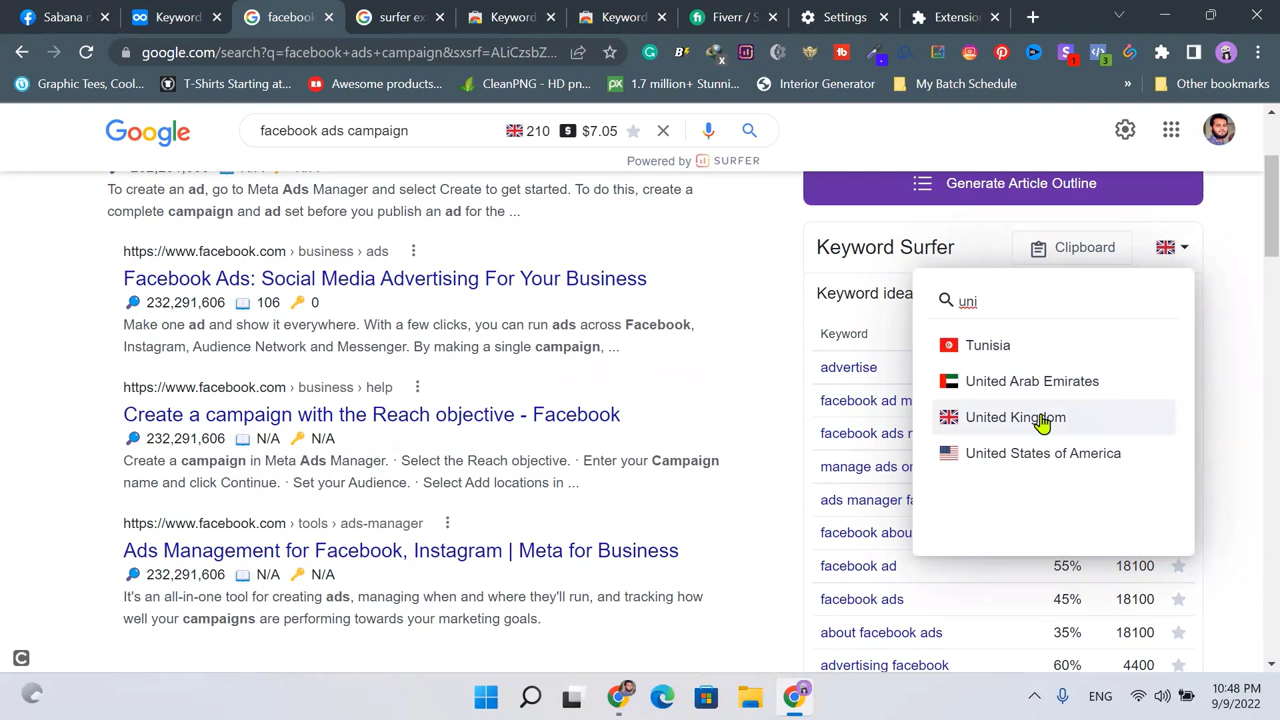 Sabana
Keyword
facebook
surfer ex
Keyword
Keyword
Fiverr / S
Settings
Extension
google.com/search?q=facebook+ads+campaign&sxsrf=ALiCzsbZ...
Graphic Tees, Cool...
T-Shirts Starting at...
Awesome products...
CleanPNG - HD pn...
1.7 million+ Stunni...
Interior Generator
My Batch Schedule
»
Other bookmarks
Google
facebook ads campaign
210
$7.05
Powered by SURFER
To create an ad, go to Meta Ads Manager and select Create to get started. To do this, create a
complete campaign and ad set before you publish an ad for the ...
https://www.facebook.com › business › ads
Facebook Ads: Social Media Advertising For Your Business
232,291,606 106 0
Make one ad and show it everywhere. With a few clicks, you can run ads across Facebook,
Instagram, Audience Network and Messenger. By making a single campaign, ...
https://www.facebook.com › business › help
Create a campaign with the Reach objective - Facebook
232,291,606 N/A N/A
Create a campaign in Meta Ads Manager. · Select the Reach objective. · Enter your Campaign
name and click Continue. · Set your Audience. · Select Add locations in ...
https://www.facebook.com › tools › ads-manager
Ads Management for Facebook, Instagram | Meta for Business
232,291,606 N/A N/A
It's an all-in-one tool for creating ads, managing when and where they'll run, and tracking how
well your campaigns are performing towards your marketing goals.
Generate Article Outline
Keyword Surfer
Clipboard
Keyword idea
Keyword
advertise
facebook ad m
facebook ads r
manage ads on
ads manager fa
facebook abou
uni
Tunisia
United Arab Emirates
United Kingdom
United States of America
facebook ad 55% 18100
facebook ads 45% 18100
about facebook ads 35% 18100
advertising facebook 60% 4400
ENG
10:48 PM
9/9/2022